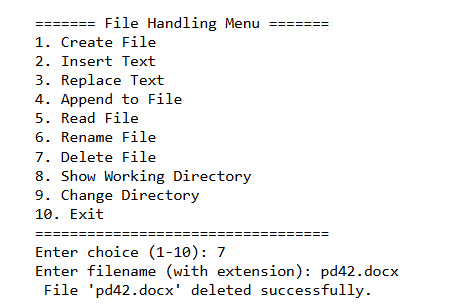 ======= File Handling Menu =======
1. Create File
2. Insert Text
3. Replace Text
4. Append to File
5. Read File
6. Rename File
7. Delete File
8. Show Working Directory
9. Change Directory
10. Exit
==================================
Enter choice (1-10): 7
Enter filename (with extension): pd42.docx
 File 'pd42.docx' deleted successfully.